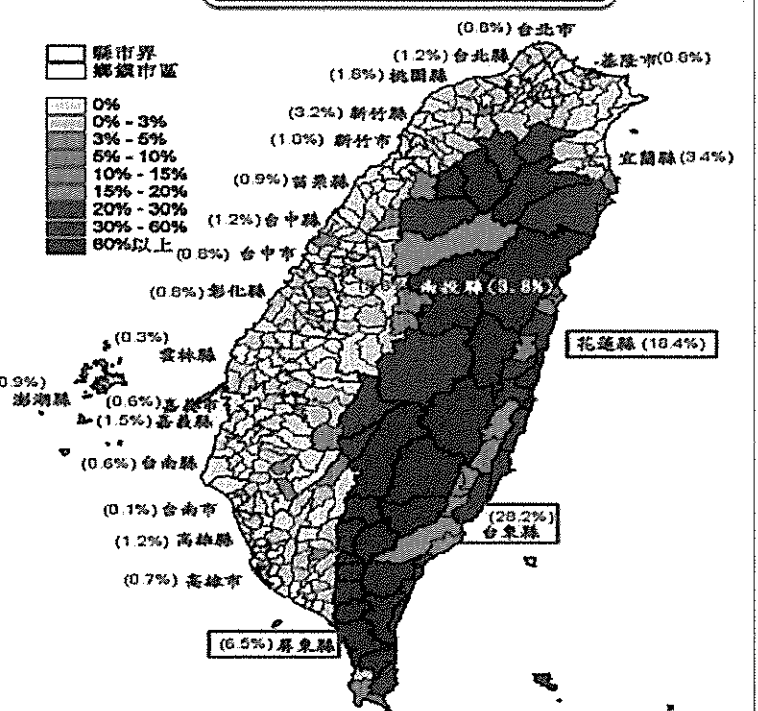 (0.8%) 台北市
(1.2%) 台北縣
基隆市(0.8%)
(1.8%) 桃園縣
縣市界
鄉鎮市區
0%
0% - 3%
3% - 5%
5% - 10%
10% - 15%
15% - 20%
20% - 30%
30% - 60%
60%以上
(3.2%) 新竹縣
(1.0%) 新竹市
宜蘭縣 (3.4%)
(0.9%) 苗栗縣
(1.2%) 台中縣
(0.8%) 台中市
南投縣 (3.8%)
(0.8%) 彰化縣
花蓮縣 (18.4%)
(0.3%)
雲林縣
0.9%)
澎湖縣
(0.6%) 嘉義市
(1.5%) 嘉義縣
(0.6%) 台南縣
(0.1%) 台南市
(28.2%)
台東縣
(1.2%) 高雄縣
(0.7%) 高雄市
(6.5%) 屏東縣